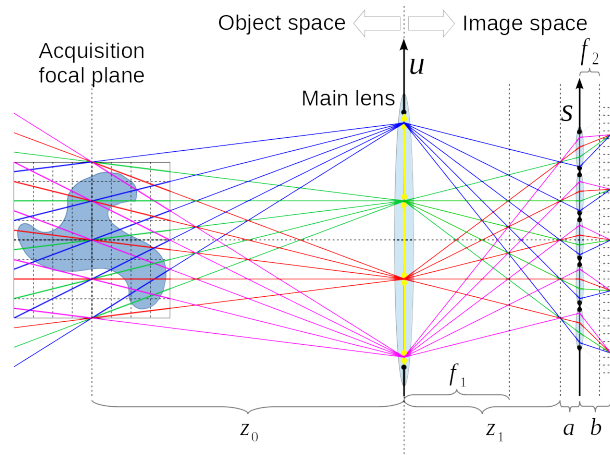 Object space
Image space
Acquisition
focal plane
Main lens
u
s
f2
f1
z0
z1
a
b